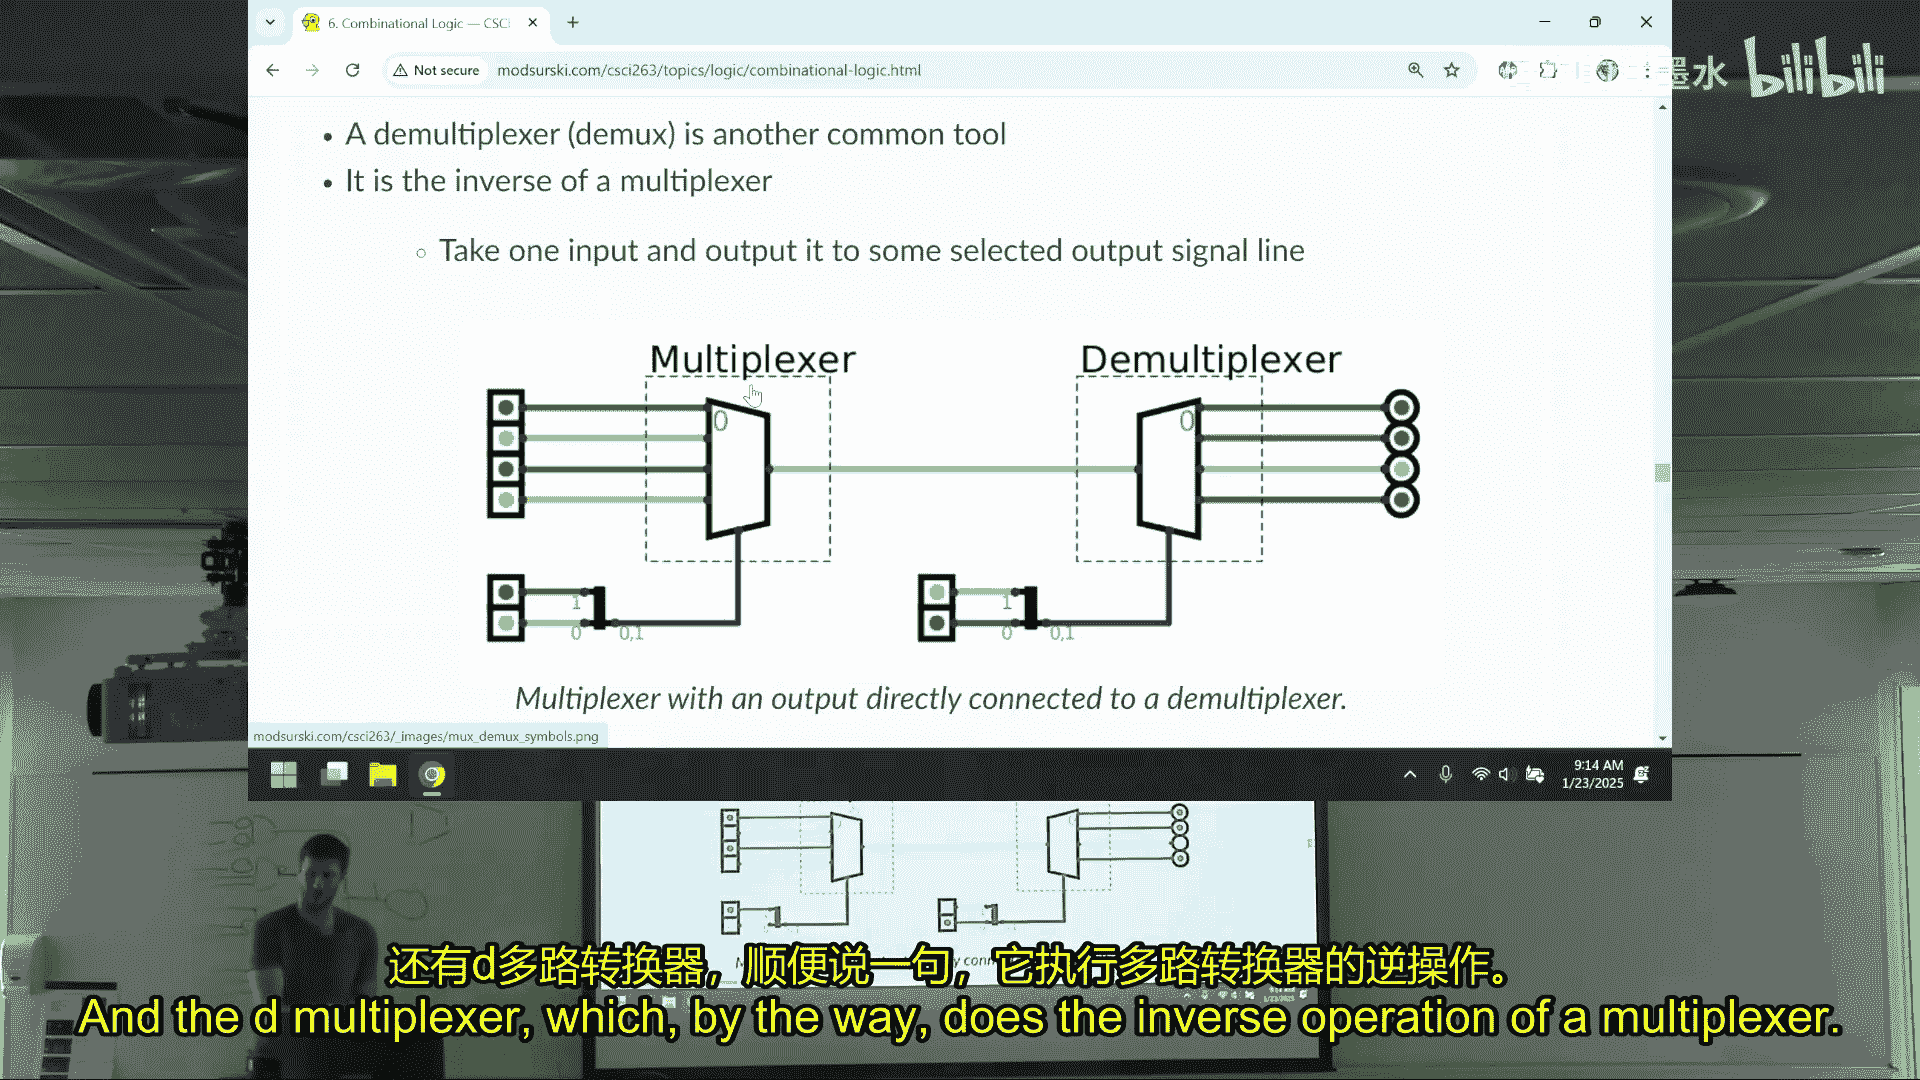 6. Combinational Logic — CSC
Not secure
modsurski.com/csci263/topics/logic/combinational-logic.html
墨水 bilibili
• A demultiplexer (demux) is another common tool
• It is the inverse of a multiplexer
○ Take one input and output it to some selected output signal line
Multiplexer
Demultiplexer
0
0
1
0
0,1
1
0
0,1
Multiplexer with an output directly connected to a demultiplexer.
modsurski.com/csci263/_images/mux_demux_symbols.png
9:14 AM
1/23/2025
还有d多路转换器，顺便说一句，它执行多路转换器的逆操作。
And the d multiplexer, which, by the way, does the inverse operation of a multiplexer.